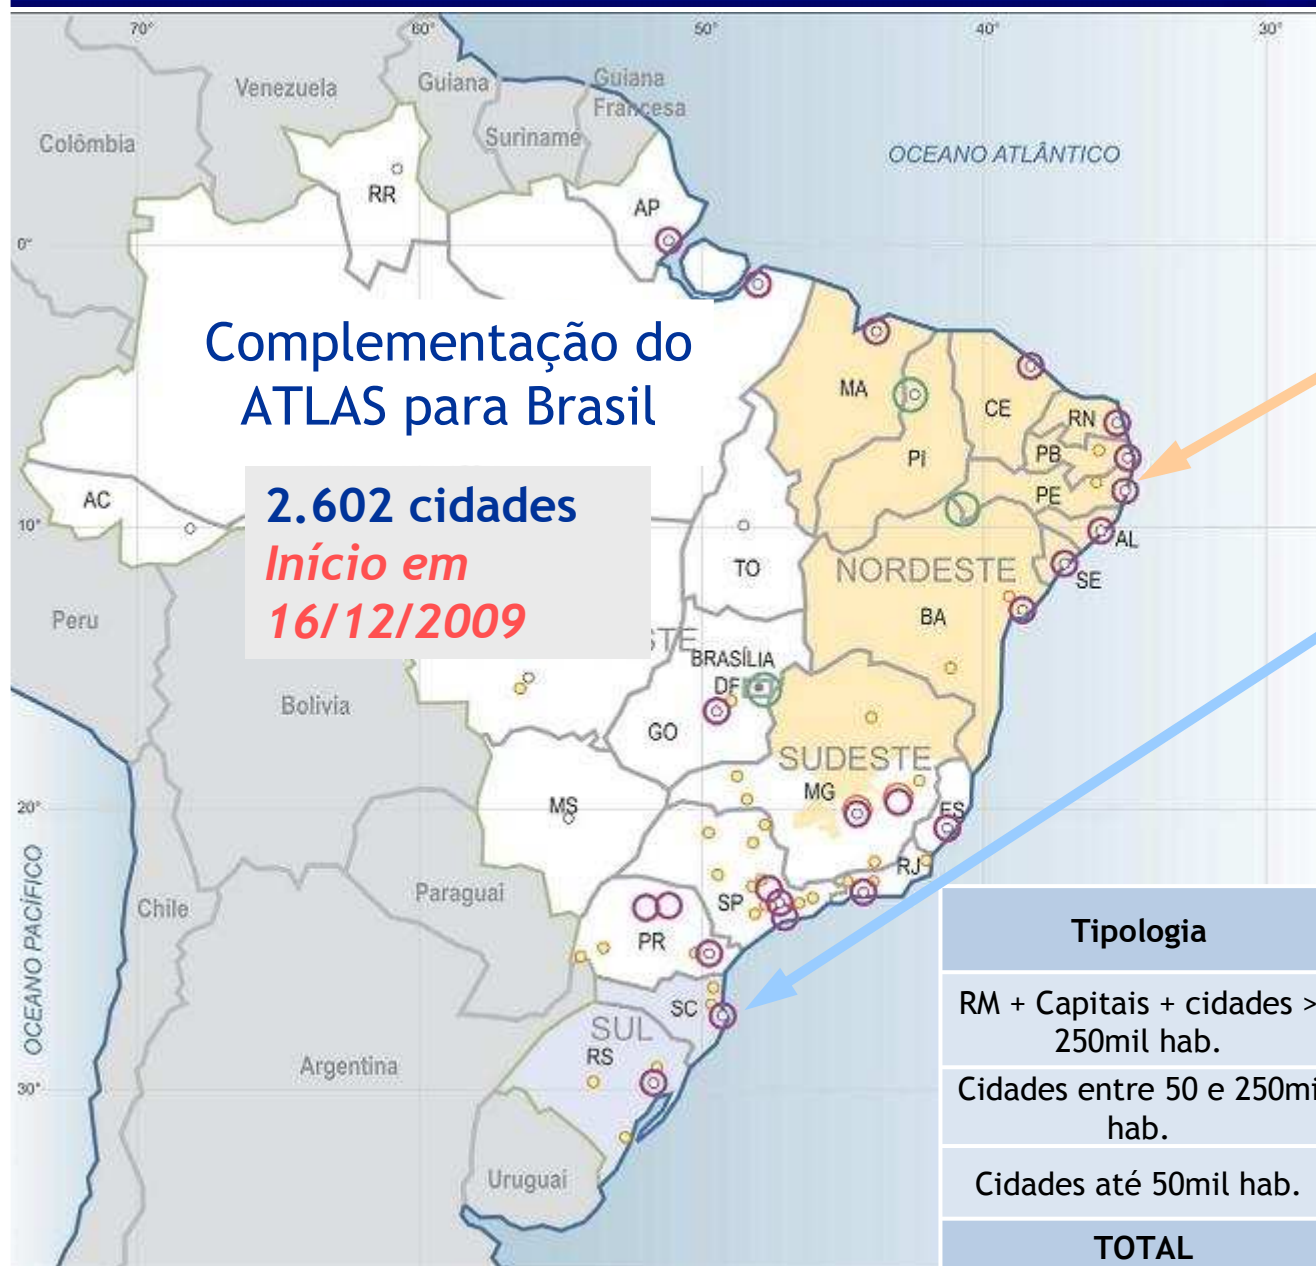 70°
60°
50°
40°
30°
Venezuela
Guiana
Guiana
Francesa
Suriname
Colômbia
OCEANO ATLÂNTICO
RR
AP
0°
Complementação do
ATLAS para Brasil
MA
CE
RN
PI
PB
PE
AC
2.602 cidades
Início em
16/12/2009
10°
AL
TO
NORDESTE
SE
Peru
BA
STE
BRASÍLIA
DF
Bolivia
GO
SUDESTE
MG
MS
ES
20°
RJ
OCEANO PACÍFICO
Paraguai
Chile
SP
PR
SC
SUL
RS
Argentina
30°
Uruguai
Tipologia
RM + Capitais + cidades >
250mil hab.
Cidades entre 50 e 250mi
hab.
Cidades até 50mil hab.
TOTAL